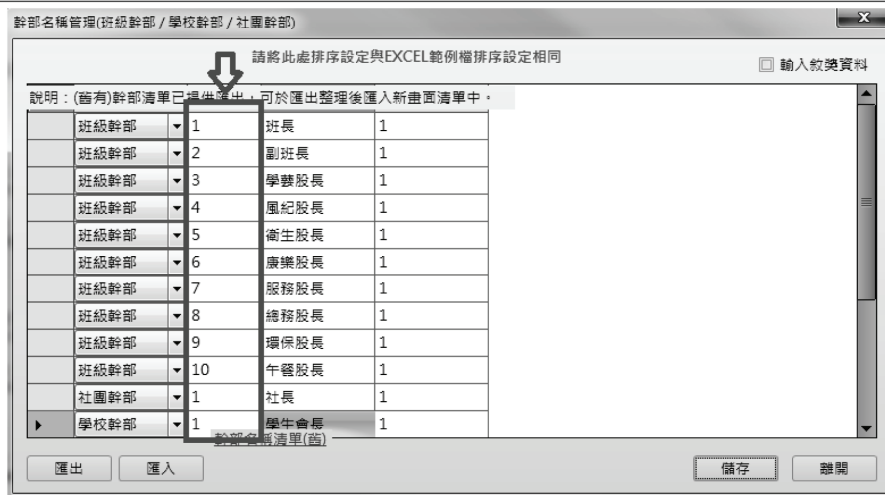 幹部名稱管理(班級幹部 / 學校幹部 / 社團幹部)
請將此處排序設定與EXCEL範例檔排序設定相同
輸入敘獎資料
說明：(舊有)幹部清單已提供匯出，可於匯出整理後匯入新畫面清單中。
班級幹部 1 班長 1
班級幹部 2 副班長 1
班級幹部 3 學藝股長 1
班級幹部 4 風紀股長 1
班級幹部 5 衛生股長 1
班級幹部 6 康樂股長 1
班級幹部 7 服務股長 1
班級幹部 8 總務股長 1
班級幹部 9 環保股長 1
班級幹部 10 午餐股長 1
社團幹部 1 社長 1
學校幹部 1 學生會長 1
幹部名稱清單(舊)
匯出 匯入 儲存 離開